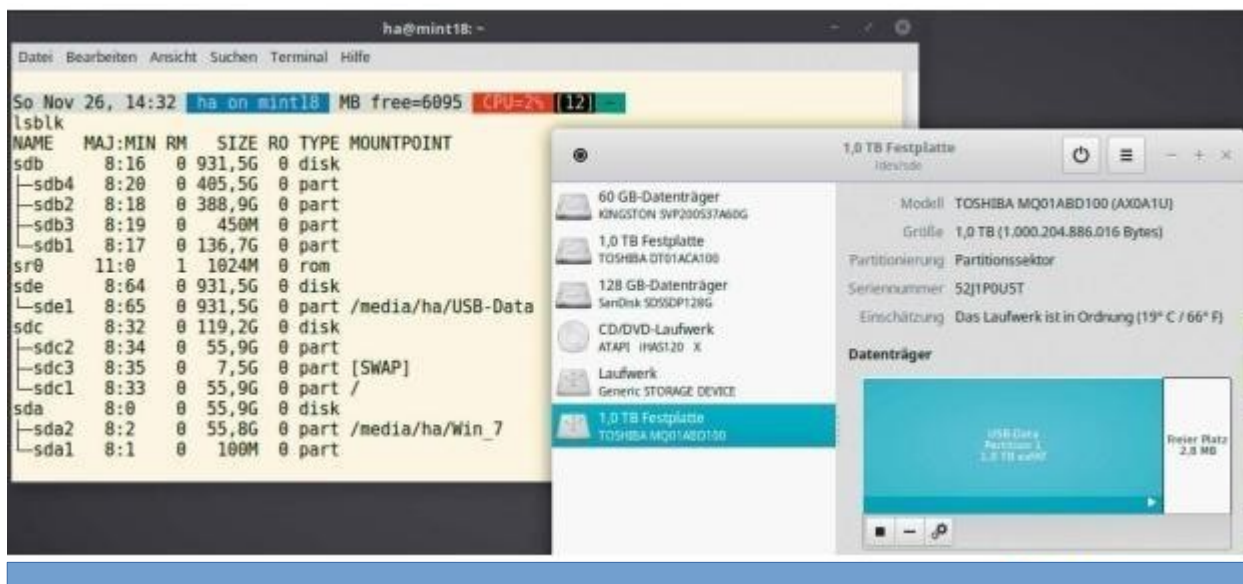 ha@mint18: ~
Datei Bearbeiten Ansicht Suchen Terminal Hilfe
So Nov 26, 14:32 ha on mint18 MB free=6095 CPU=2% [12] ~
lsblk
NAME MAJ:MIN RM SIZE RO TYPE MOUNTPOINT
sdb 8:16 0 931,5G 0 disk
├─sdb4 8:20 0 405,5G 0 part
├─sdb2 8:18 0 388,9G 0 part
├─sdb3 8:19 0 450M 0 part
└─sdb1 8:17 0 136,7G 0 part
sr0 11:0 1 1024M 0 rom
sde 8:64 0 931,5G 0 disk
└─sde1 8:65 0 931,5G 0 part /media/ha/USB-Data
sdc 8:32 0 119,2G 0 disk
├─sdc2 8:34 0 55,9G 0 part
├─sdc3 8:35 0 7,5G 0 part [SWAP]
└─sdc1 8:33 0 55,9G 0 part /
sda 8:0 0 55,9G 0 disk
├─sda2 8:2 0 55,8G 0 part /media/ha/Win_7
└─sda1 8:1 0 100M 0 part
1,0 TB Festplatte
/dev/sde
60 GB-Datenträger
KINGSTON SVP200S37A60G
1,0 TB Festplatte
TOSHIBA DT01ACA100
128 GB-Datenträger
SanDisk SDSSDP128G
CD/DVD-Laufwerk
ATAPI iHAS120 X
Laufwerk
Generic STORAGE DEVICE
1,0 TB Festplatte
TOSHIBA MQ01ABD100
Modell TOSHIBA MQ01ABD100 (AX0A1U)
Größe 1,0 TB (1.000.204.886.016 Bytes)
Partitionierung Partitionssektor
Seriennummer 52J1P0UST
Einschätzung Das Laufwerk ist in Ordnung (19° C / 66° F)
Datenträger
USB-Data
Partition 1
1,0 TB exFAT
Freier Platz
2,8 MB